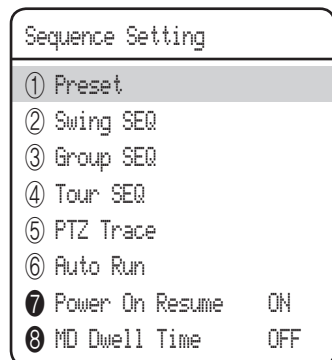 Sequence Setting
① Preset
② Swing SEQ
③ Group SEQ
④ Tour SEQ
⑤ PTZ Trace
⑥ Auto Run
❼ Power On Resume ON
❽ MD Dwell Time OFF